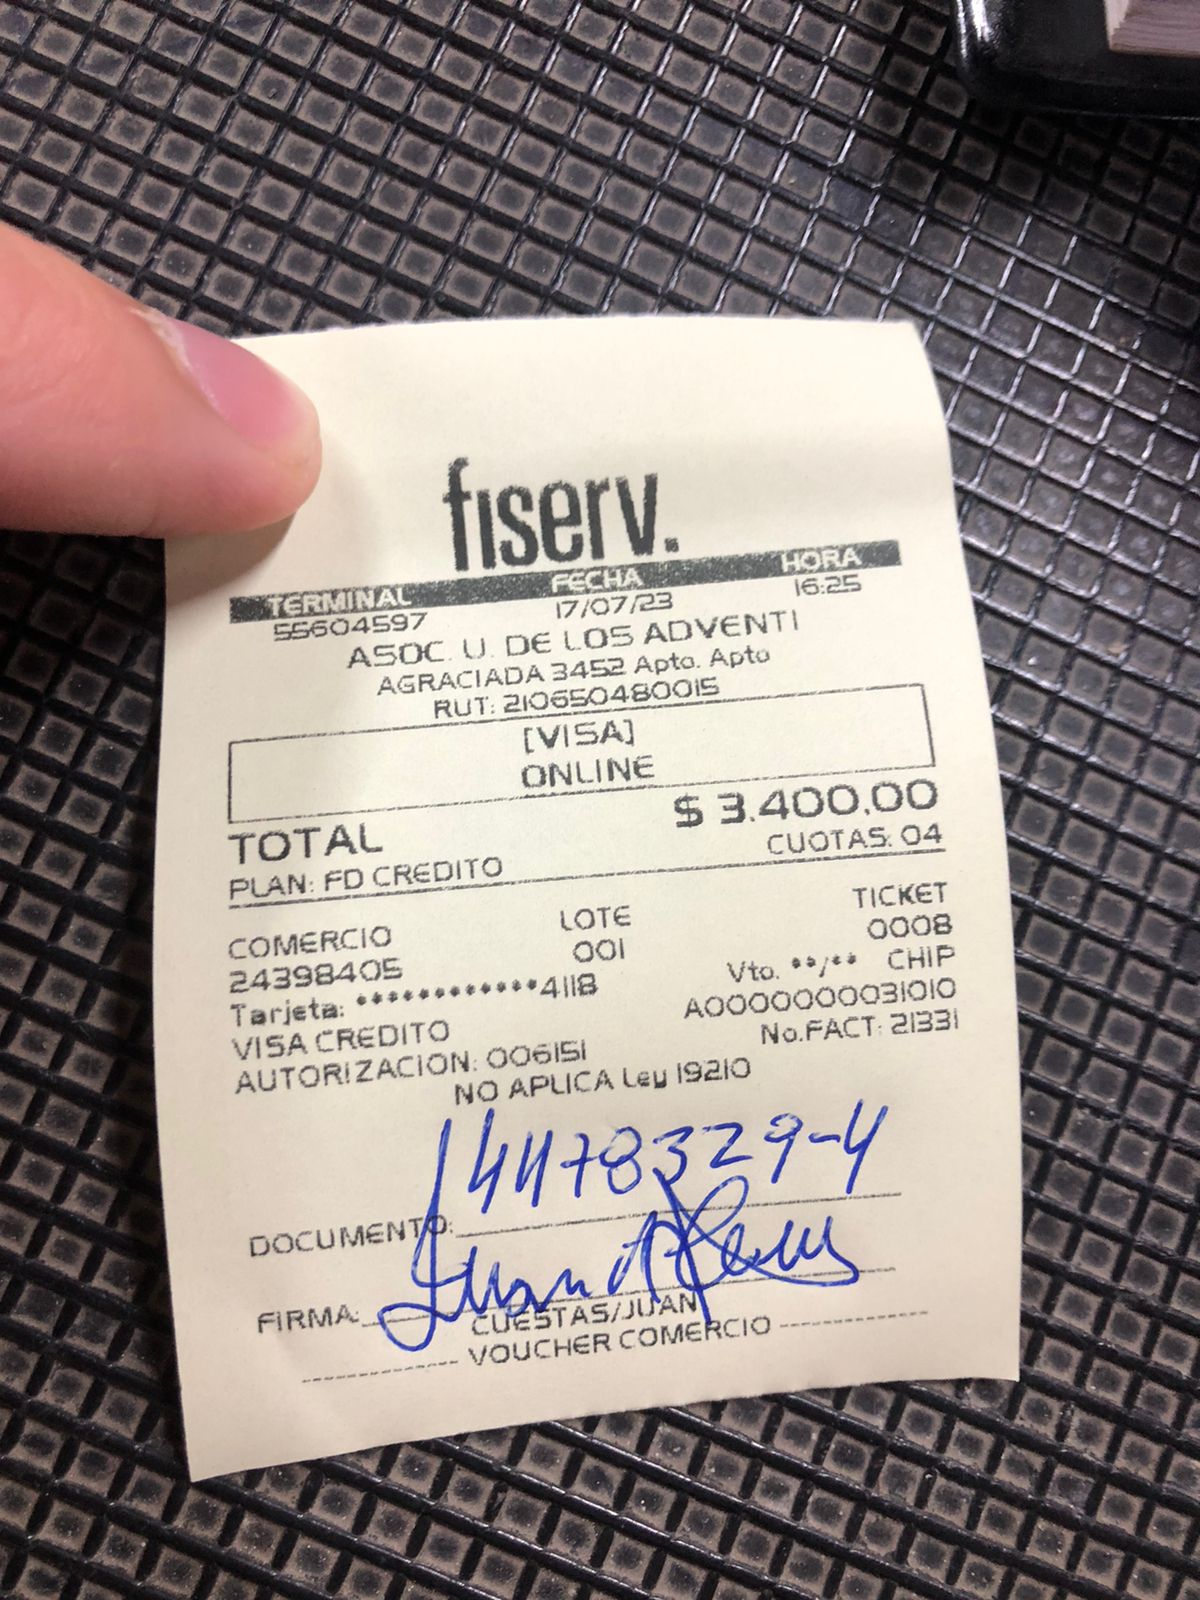 fiserv.
TERMINAL FECHA HORA
55604597 17/07/23 16:25
ASOC. U. DE LOS ADVENTI
AGRACIADA 3452 Apto. Apto
RUT: 210650480015
[VISA]
ONLINE
TOTAL $ 3.400,00
PLAN: FD CREDITO CUOTAS: 04
COMERCIO LOTE TICKET
24398405 001 0008
Tarjeta: ************4118 Vto. **/** CHIP
VISA CREDITO A0000000031010
AUTORIZACION: 006151 No.FACT: 21331
NO APLICA Ley 19210
4478329-4
DOCUMENTO:
FIRMA:
CUESTAS/JUAN
VOUCHER COMERCIO